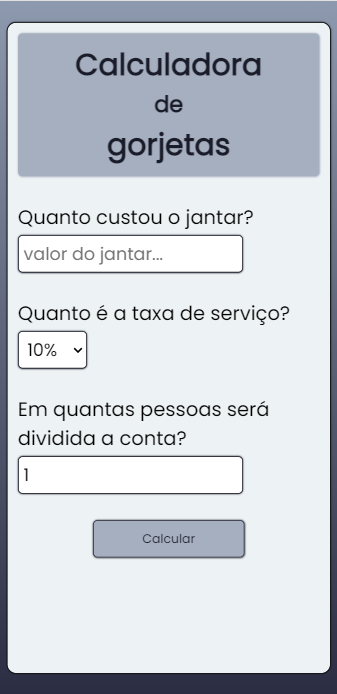 Calculadora
de
gorjetas
Quanto custou o jantar?
valor do jantar...
Quanto é a taxa de serviço?
10%
Em quantas pessoas será
dividida a conta?
1
Calcular